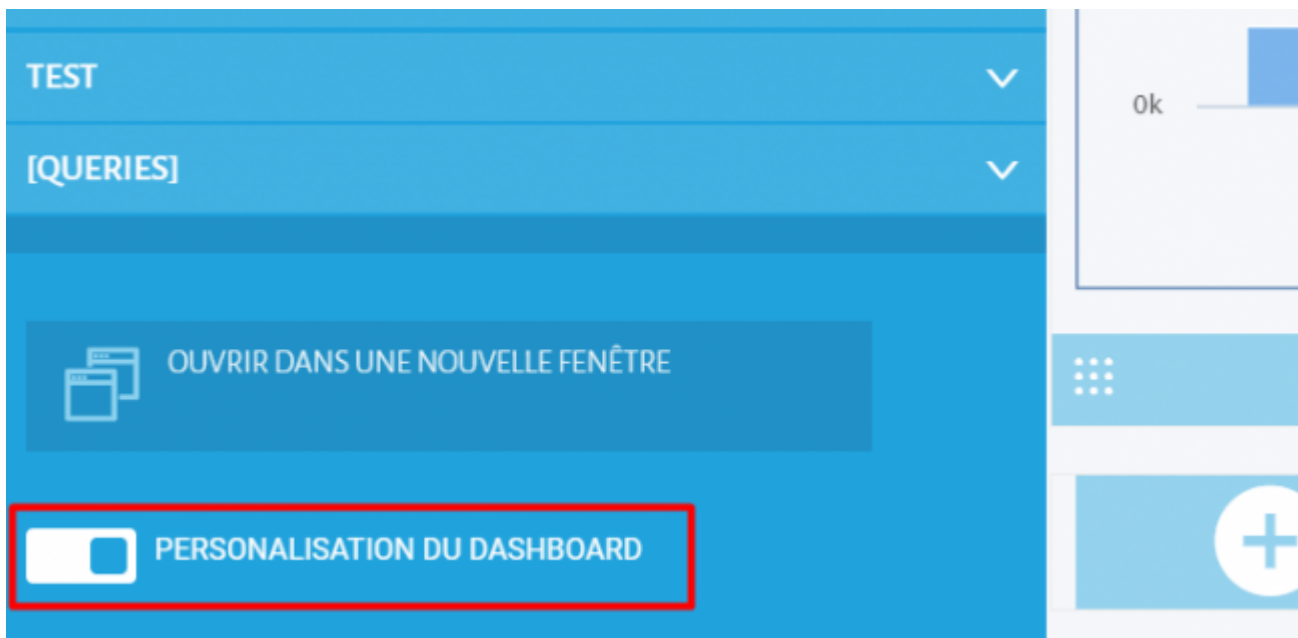 TEST
0k
[QUERIES]
OUVRIR DANS UNE NOUVELLE FENÊTRE
PERSONALISATION DU DASHBOARD